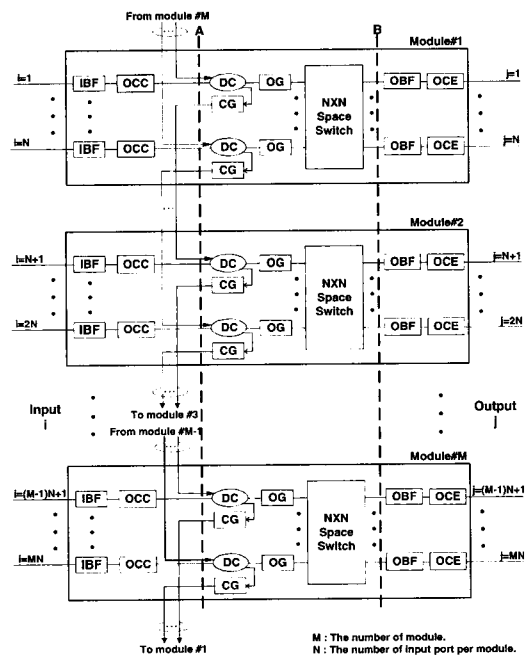 From module #M
A
B
Module#1
i=1
IBF
OCC
DC
OG
CG
NXN
Space
Switch
OBF
OCE
j=1
i=N
IBF
OCC
DC
OG
CG
OBF
OCE
j=N
Module#2
i=N+1
IBF
OCC
DC
OG
CG
NXN
Space
Switch
OBF
OCE
j=N+1
i=2N
IBF
OCC
DC
OG
CG
OBF
OCE
j=2N
Input
i
To module #3
From module #M-1
Output
j
Module#M
i=(M-1)N+1
IBF
OCC
DC
OG
CG
NXN
Space
Switch
OBF
OCE
j=(M-1)N+1
i=MN
IBF
OCC
DC
OG
CG
OBF
OCE
j=MN
To module #1
M : The number of module.
N : The number of input port per module.